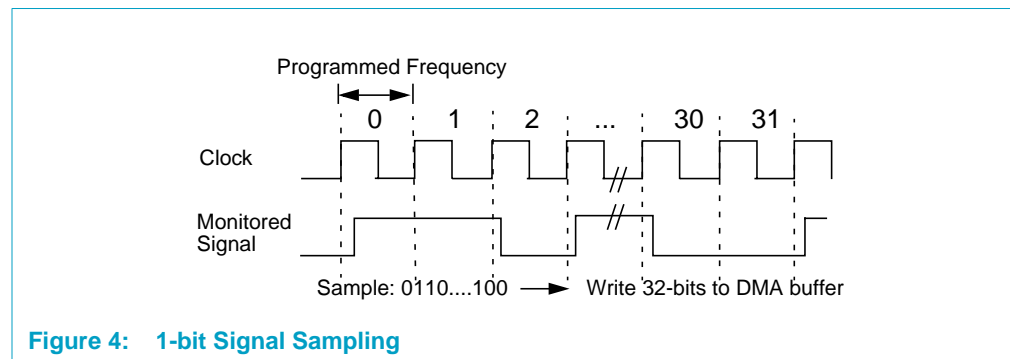 Programmed Frequency
0 1 2 ... 30 31
Clock
Monitored
Signal
Sample: 0110....100 Write 32-bits to DMA buffer
Figure 4: 1-bit Signal Sampling